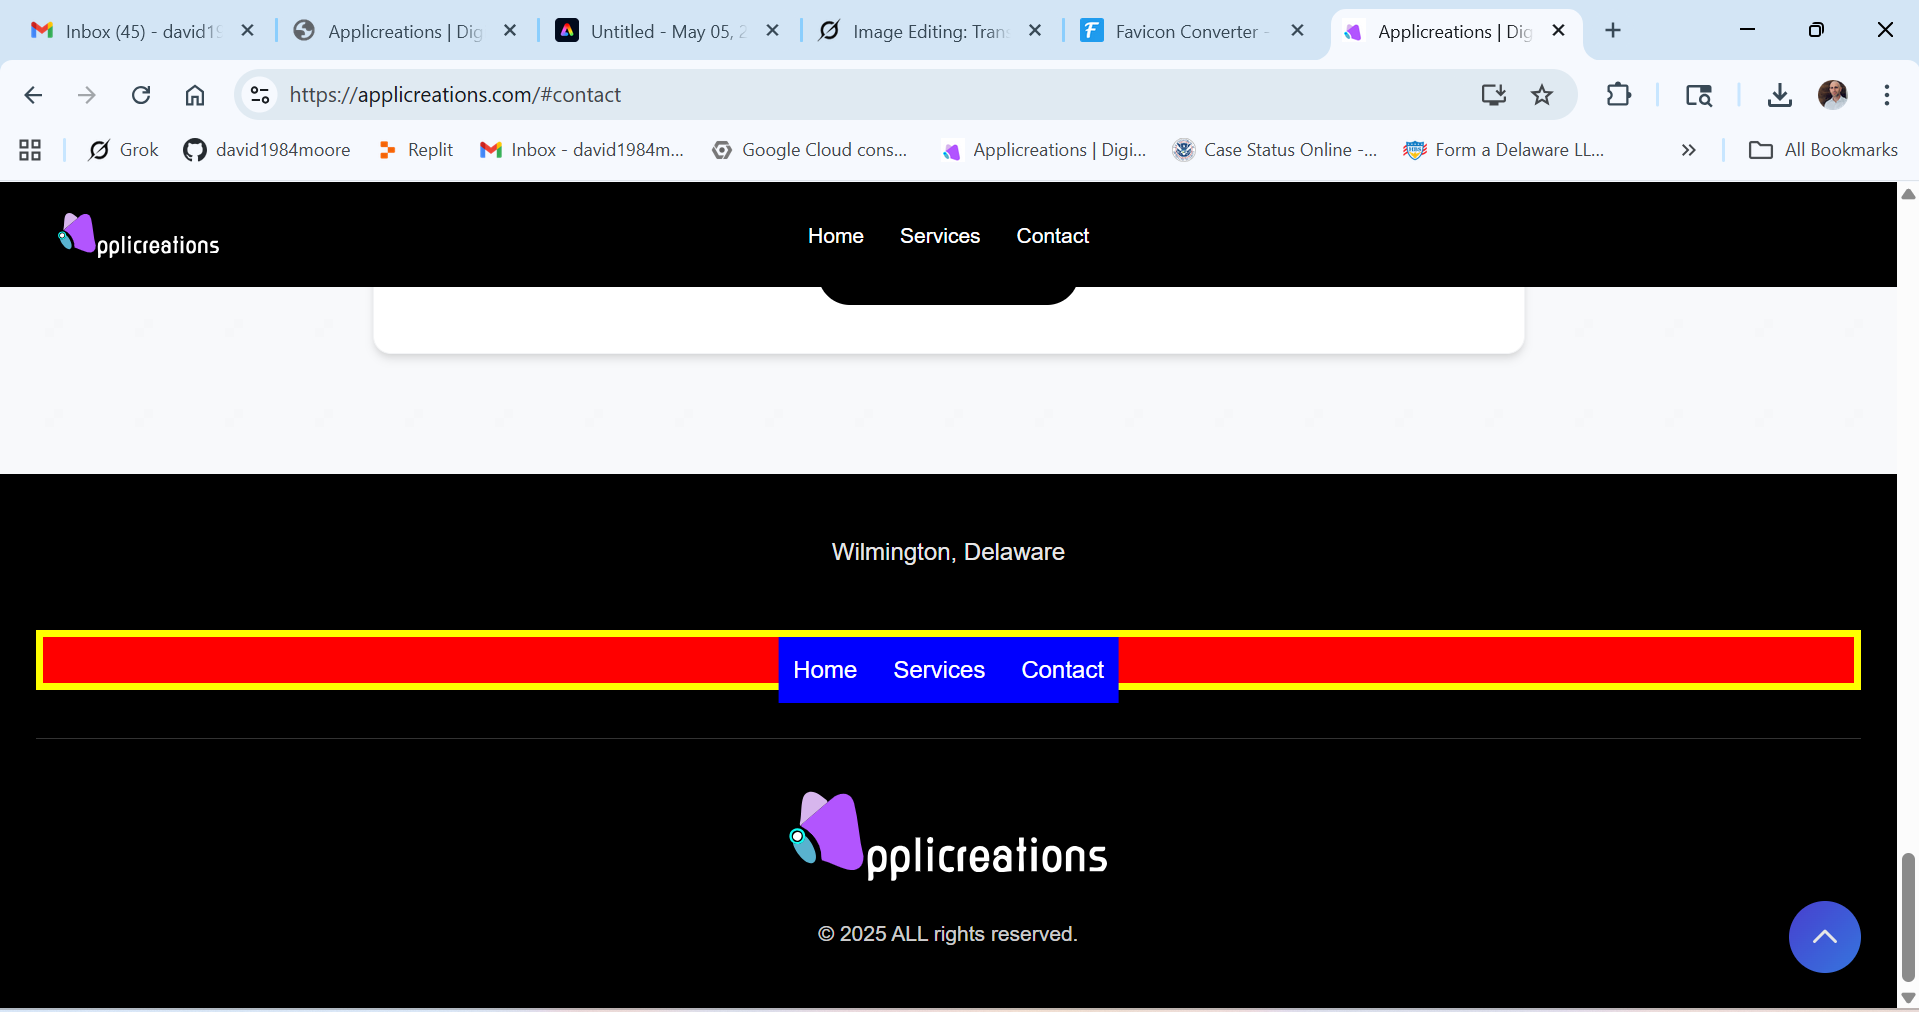 Inbox (45) - david19
Applicreations | Dig
Untitled - May 05, 2
Image Editing: Trans
Favicon Converter -
Applicreations | Dig
https://applicreations.com/#contact
Grok
david1984moore
Replit
Inbox - david1984m...
Google Cloud cons...
Applicreations | Digi...
Case Status Online -...
Form a Delaware LL...
All Bookmarks
pplicreations
Home Services Contact
Wilmington, Delaware
Home Services Contact
pplicreations
© 2025 ALL rights reserved.